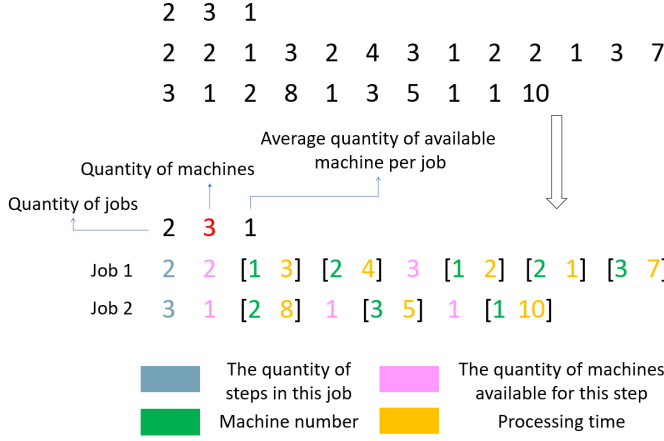 2 3 1
2 2 1 3 2 4 3 1 2 2 1 3 7
3 1 2 8 1 3 5 1 1 10
Average quantity of available
machine per job
Quantity of machines
Quantity of jobs
2 3 1
Job 1 2 2 [1 3] [2 4] 3 [1 2] [2 1] [3 7]
Job 2 3 1 [2 8] 1 [3 5] 1 [1 10]
The quantity of
steps in this job
The quantity of machines
available for this step
Machine number
Processing time